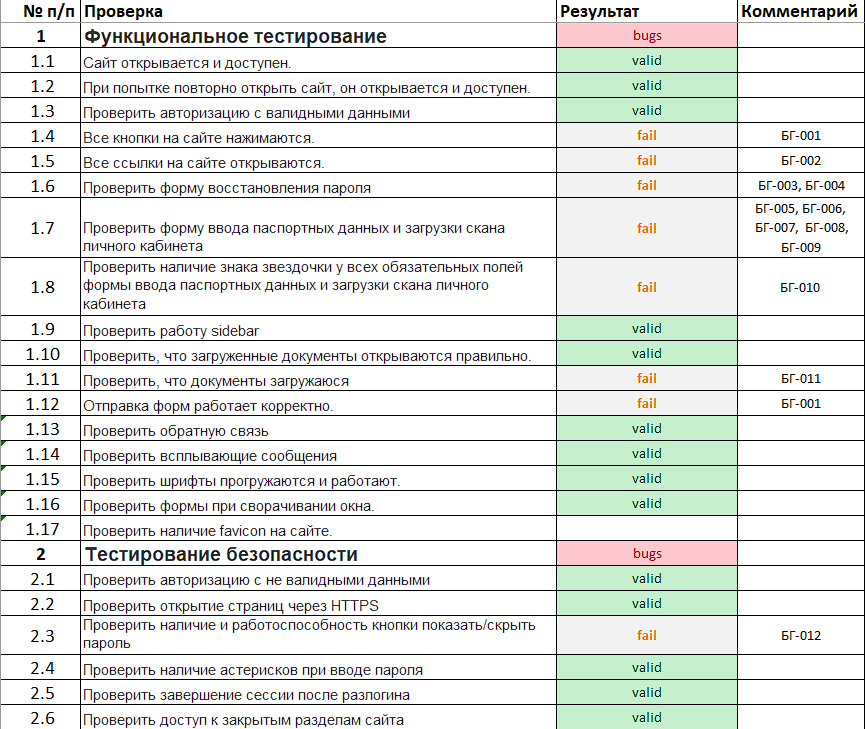 № п/п Проверка Результат Комментарий
1 Функциональное тестирование bugs
1.1 Сайт открывается и доступен. valid
1.2 При попытке повторно открыть сайт, он открывается и доступен. valid
1.3 Проверить авторизацию с валидными данными valid
1.4 Все кнопки на сайте нажимаются. fail БГ-001
1.5 Все ссылки на сайте открываются. fail БГ-002
1.6 Проверить форму восстановления пароля fail БГ-003, БГ-004
1.7 Проверить форму ввода паспортных данных и загрузки скана
личного кабинета
fail
БГ-005, БГ-006,
БГ-007, БГ-008,
БГ-009
1.8 Проверить наличие знака звездочки у всех обязательных полей
формы ввода паспортных данных и загрузки скана личного
кабинета
fail
БГ-010
1.9 Проверить работу sidebar valid
1.10 Проверить, что загруженные документы открываются правильно. valid
1.11 Проверить, что документы загружаюся fail БГ-011
1.12 Отправка форм работает корректно. fail БГ-001
1.13 Проверить обратную связь valid
1.14 Проверить всплывающие сообщения valid
1.15 Проверить шрифты прогружаются и работают. valid
1.16 Проверить формы при сворачивании окна. valid
1.17 Проверить наличие favicon на сайте.
2 Тестирование безопасности bugs
2.1 Проверить авторизацию с не валидными данными valid
2.2 Проверить открытие страниц через HTTPS valid
2.3 Проверить наличие и работоспособность кнопки показать/скрыть
пароль
fail
БГ-012
2.4 Проверить наличие астерисков при вводе пароля valid
2.5 Проверить завершение сессии после разлогина valid
2.6 Проверить доступ к закрытым разделам сайта valid